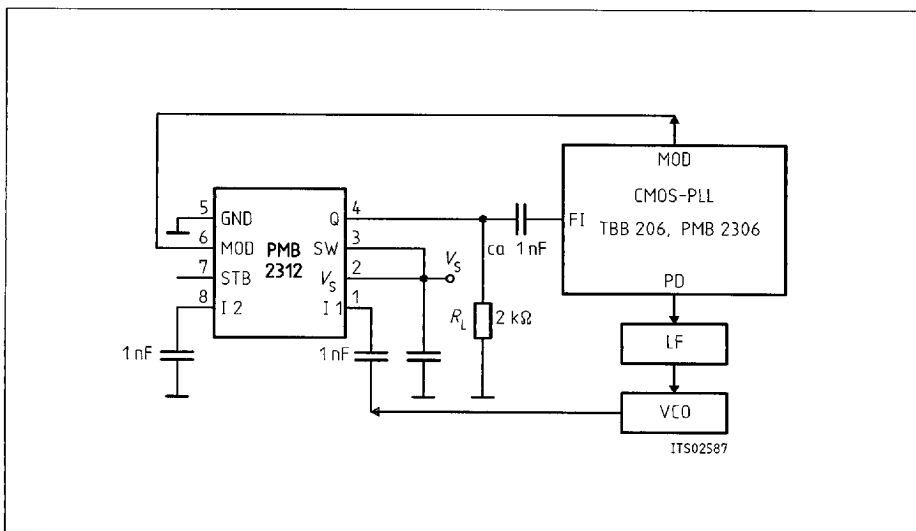 MOD
CMOS-PLL
TBB 206, PMB 2306
FI
PD
5 GND
6 MOD
7 STB
8 I 2
PMB
2312
Q 4
SW 3
V_S 2
I 1 1
V_S
ca 1 nF
R_L 2 kΩ
1 nF
1 nF
LF
VCO
ITS02587